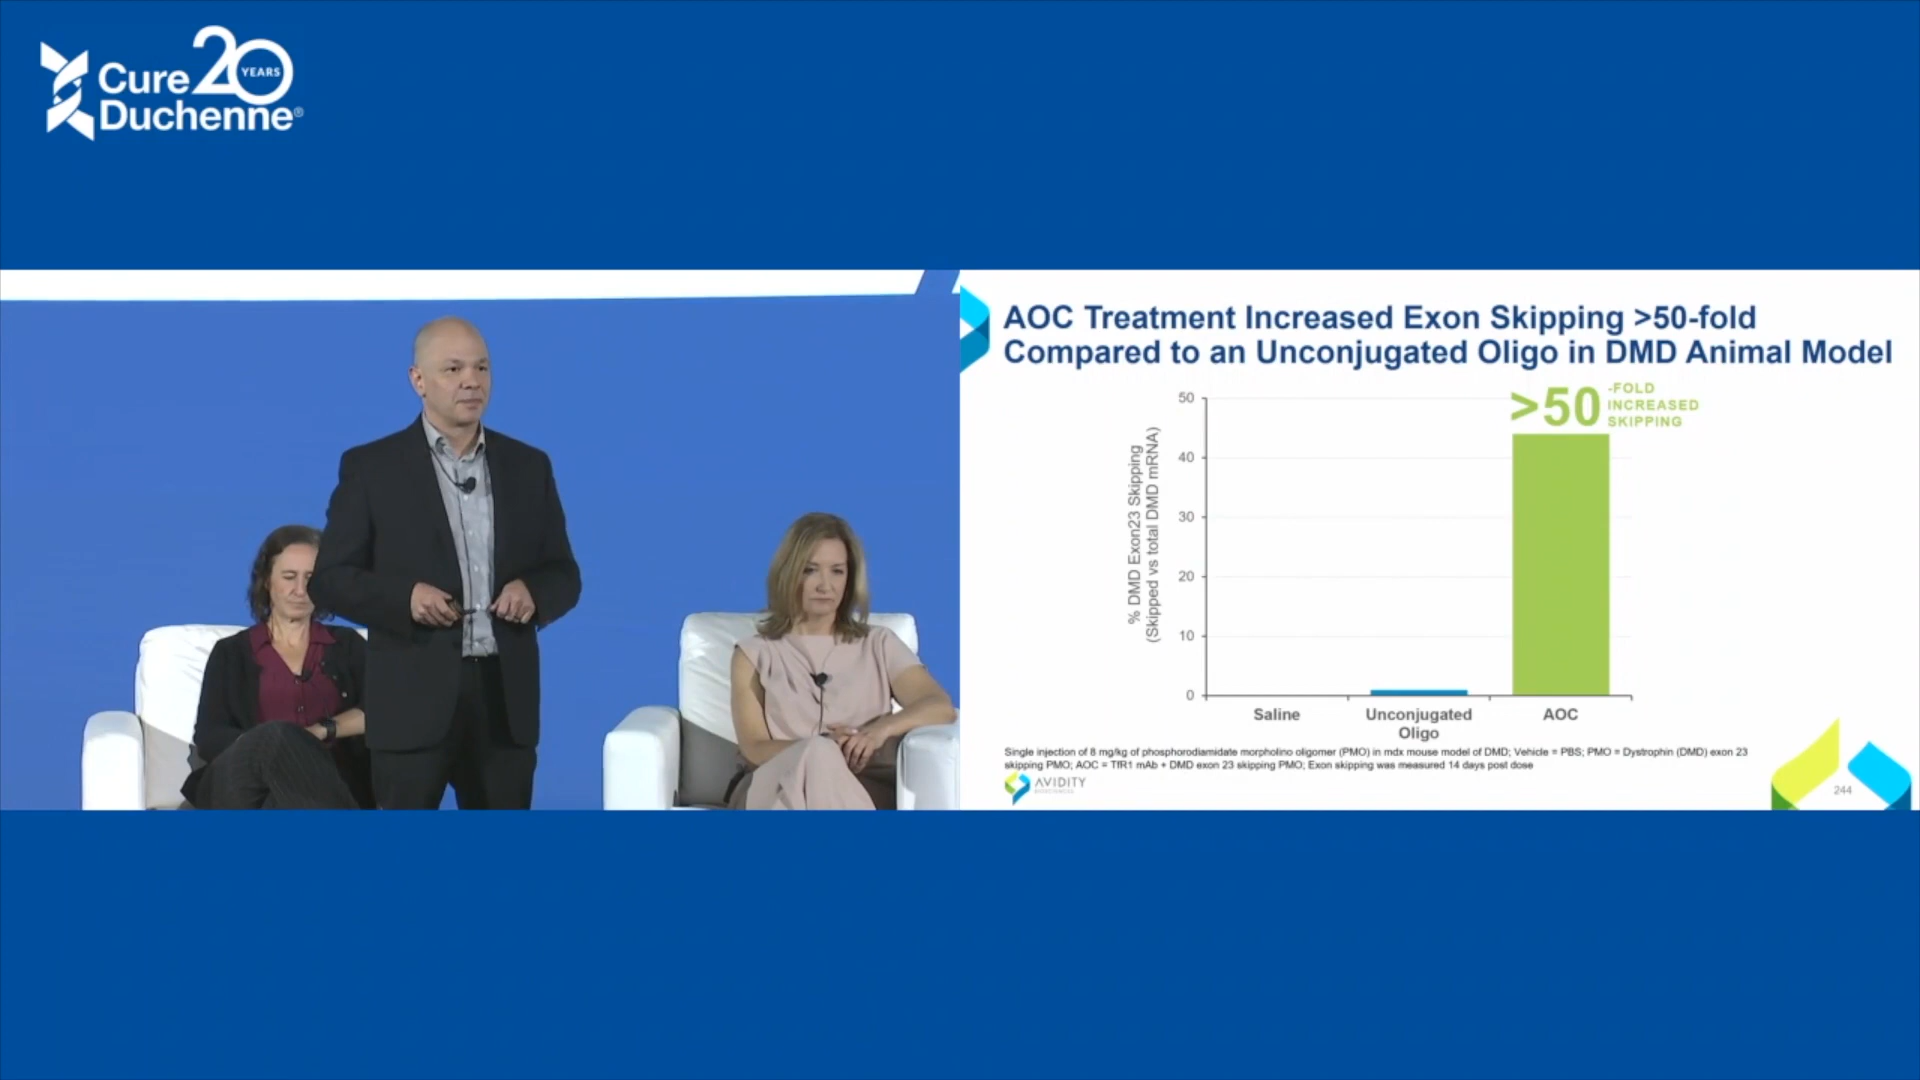 Cure 20 YEARS
Duchenne®
AOC Treatment Increased Exon Skipping >50-fold
Compared to an Unconjugated Oligo in DMD Animal Model
>50 -FOLD
INCREASED
SKIPPING
% DMD Exon23 Skipping
(Skipped vs total DMD mRNA)
50
40
30
20
10
0
Saline
Unconjugated
Oligo
AOC
Single injection of 8 mg/kg of phosphorodiamidate morpholino oligomer (PMO) in mdx mouse model of DMD; Vehicle = PBS; PMO = Dystrophin (DMD) exon 23
skipping PMO; AOC = TfR1 mAb + DMD exon 23 skipping PMO; Exon skipping was measured 14 days post dose
AVIDITY
244